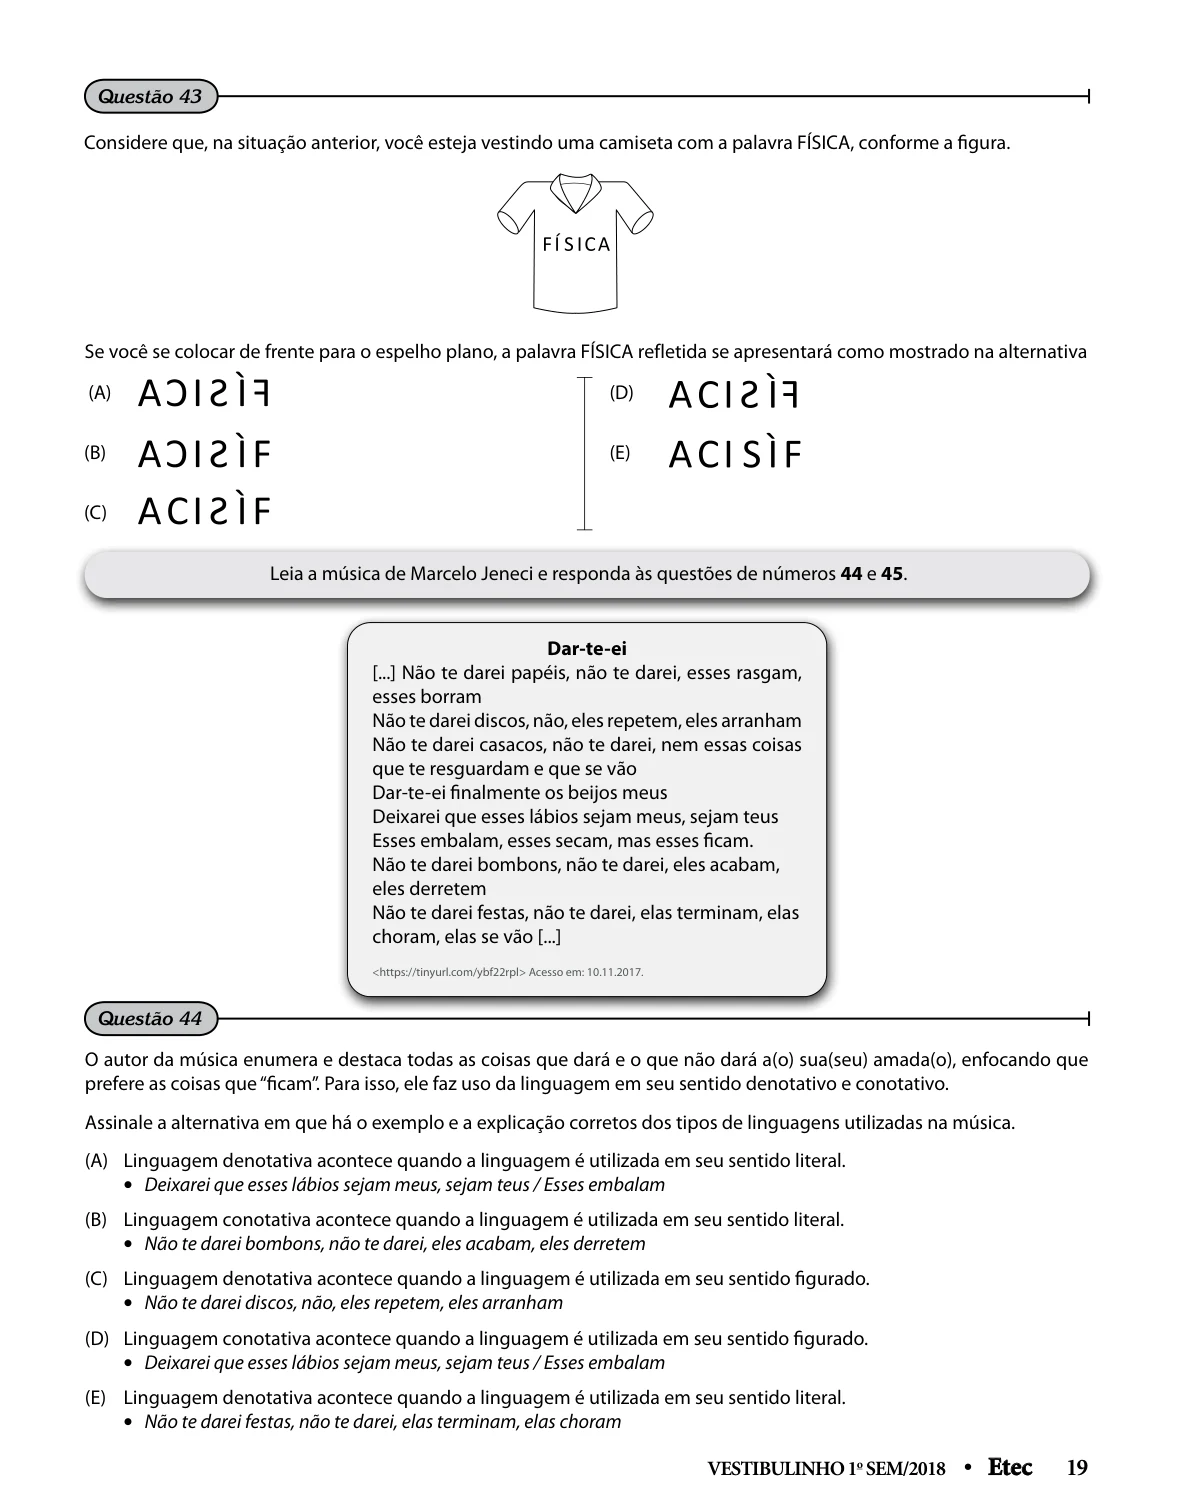 Questão 43
Considere que, na situação anterior, você esteja vestindo uma camiseta com a palavra FÍSICA, conforme a figura.
FÍSICA
Se você se colocar de frente para o espelho plano, a palavra FÍSICA refletida se apresentará como mostrado na alternativa
(A) AƆIƧÌꟻ
(B) AƆIƧÌF
(C) ACIƧÌF
(D) ACIƧÌꟻ
(E) ACISÌF
Leia a música de Marcelo Jeneci e responda às questões de números 44 e 45.
Dar-te-ei
[...] Não te darei papéis, não te darei, esses rasgam,
esses borram
Não te darei discos, não, eles repetem, eles arranham
Não te darei casacos, não te darei, nem essas coisas
que te resguardam e que se vão
Dar-te-ei finalmente os beijos meus
Deixarei que esses lábios sejam meus, sejam teus
Esses embalam, esses secam, mas esses ficam.
Não te darei bombons, não te darei, eles acabam,
eles derretem
Não te darei festas, não te darei, elas terminam, elas
choram, elas se vão [...]
<https://tinyurl.com/ybf22rpl> Acesso em: 10.11.2017.
Questão 44
O autor da música enumera e destaca todas as coisas que dará e o que não dará a(o) sua(seu) amada(o), enfocando que
prefere as coisas que “ficam”. Para isso, ele faz uso da linguagem em seu sentido denotativo e conotativo.
Assinale a alternativa em que há o exemplo e a explicação corretos dos tipos de linguagens utilizadas na música.
(A) Linguagem denotativa acontece quando a linguagem é utilizada em seu sentido literal.
• Deixarei que esses lábios sejam meus, sejam teus / Esses embalam
(B) Linguagem conotativa acontece quando a linguagem é utilizada em seu sentido literal.
• Não te darei bombons, não te darei, eles acabam, eles derretem
(C) Linguagem denotativa acontece quando a linguagem é utilizada em seu sentido figurado.
• Não te darei discos, não, eles repetem, eles arranham
(D) Linguagem conotativa acontece quando a linguagem é utilizada em seu sentido figurado.
• Deixarei que esses lábios sejam meus, sejam teus / Esses embalam
(E) Linguagem denotativa acontece quando a linguagem é utilizada em seu sentido literal.
• Não te darei festas, não te darei, elas terminam, elas choram
VESTIBULINHO 1º SEM/2018 • Etec 19